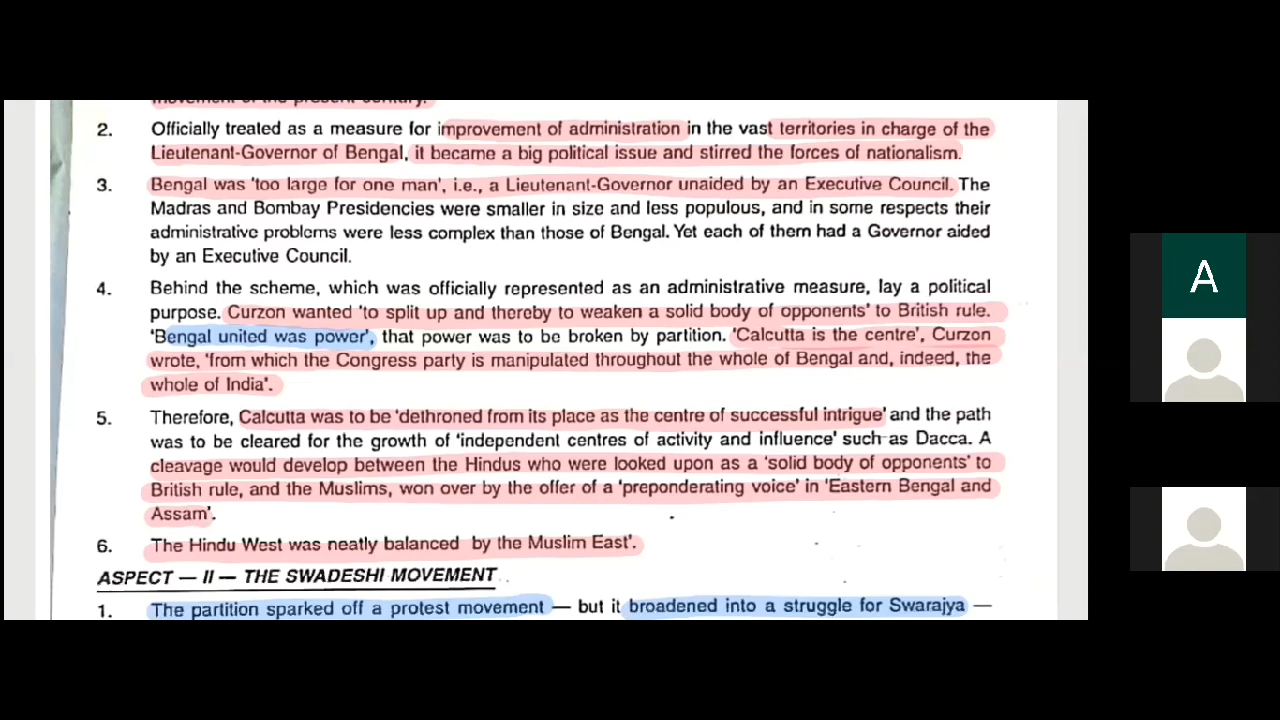 movement of the present century.
2. Officially treated as a measure for improvement of administration in the vast territories in charge of the
Lieutenant-Governor of Bengal, it became a big political issue and stirred the forces of nationalism.
3. Bengal was 'too large for one man', i.e., a Lieutenant-Governor unaided by an Executive Council. The
Madras and Bombay Presidencies were smaller in size and less populous, and in some respects their
administrative problems were less complex than those of Bengal. Yet each of them had a Governor aided
by an Executive Council.
4. Behind the scheme, which was officially represented as an administrative measure, lay a political
purpose. Curzon wanted 'to split up and thereby to weaken a solid body of opponents' to British rule.
'Bengal united was power', that power was to be broken by partition. 'Calcutta is the centre', Curzon
wrote, 'from which the Congress party is manipulated throughout the whole of Bengal and, indeed, the
whole of India'.
5. Therefore, Calcutta was to be 'dethroned from its place as the centre of successful intrigue' and the path
was to be cleared for the growth of 'independent centres of activity and influence' such as Dacca. A
cleavage would develop between the Hindus who were looked upon as a 'solid body of opponents' to
British rule, and the Muslims, won over by the offer of a 'preponderating voice' in 'Eastern Bengal and
Assam'.
6. The Hindu West was neatly balanced by the Muslim East'.
ASPECT — II — THE SWADESHI MOVEMENT
1. The partition sparked off a protest movement — but it broadened into a struggle for Swarajya —
A